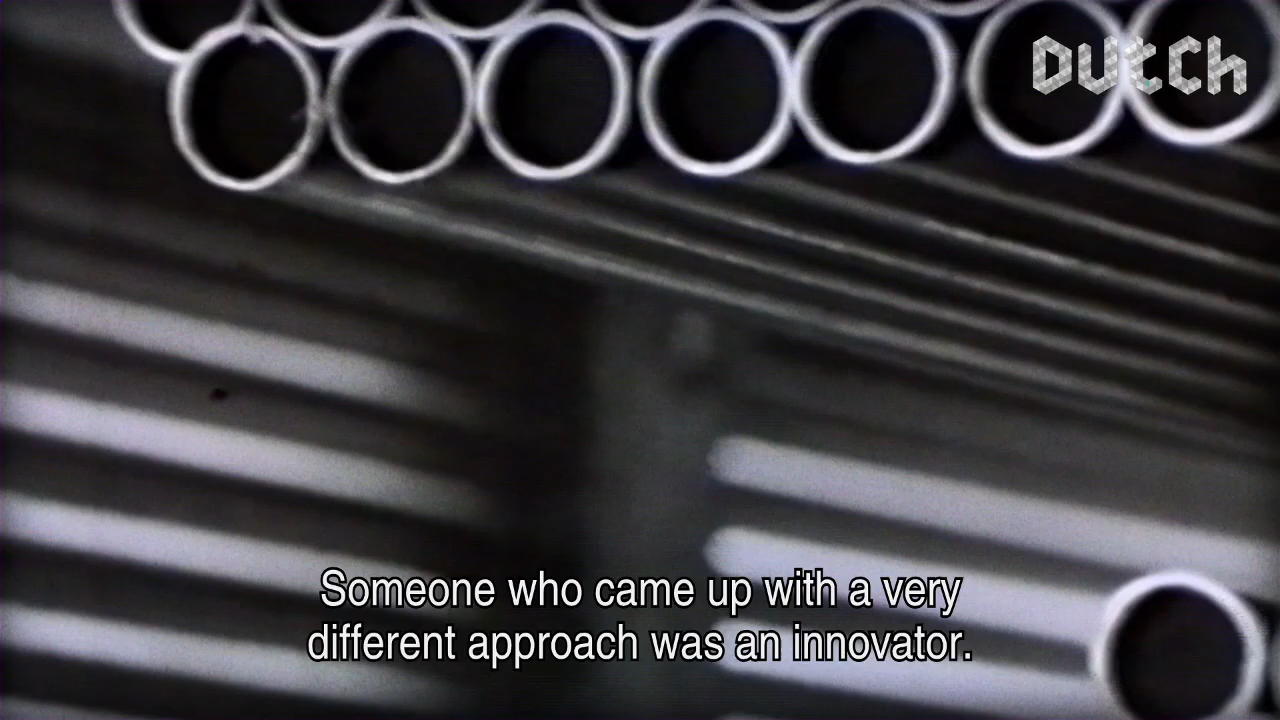 Dutch
Someone who came up with a very
different approach was an innovator.